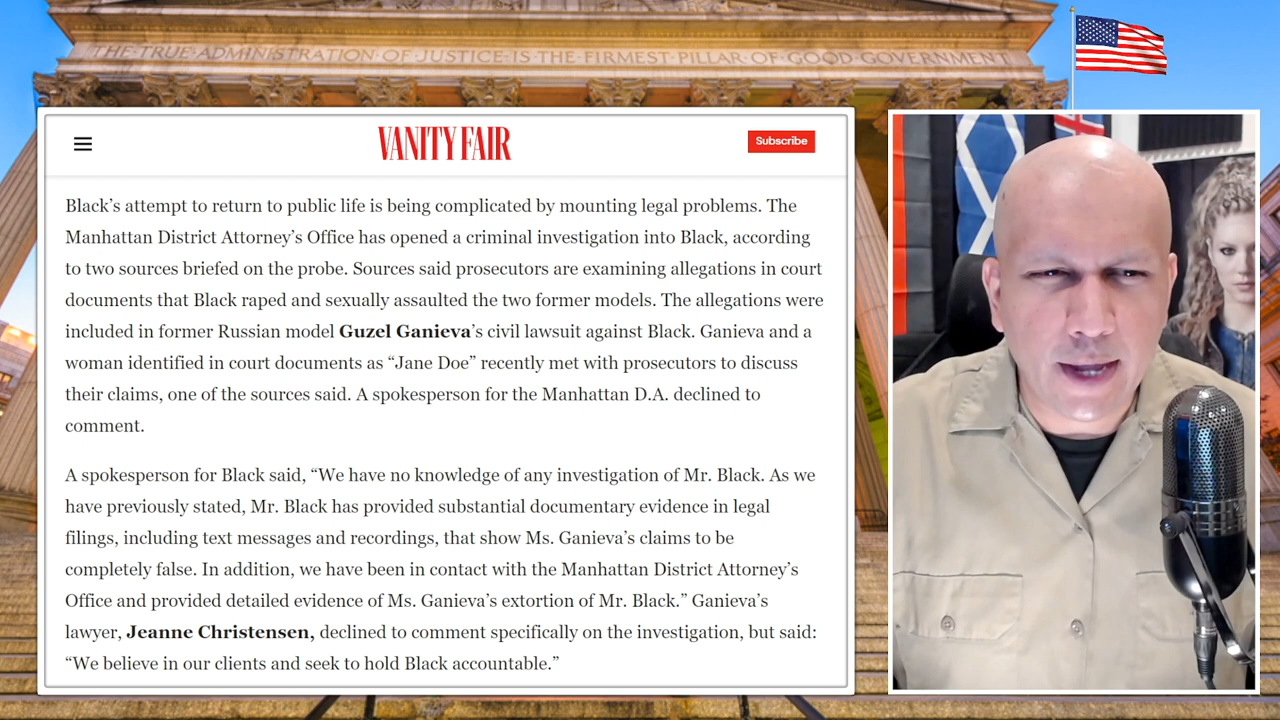 THE TRUE ADMINISTRATION OF JUSTICE IS THE FIRMEST PILLAR OF GOOD GOVERNMENT
VANITY FAIR
Subscribe
Black’s attempt to return to public life is being complicated by mounting legal problems. The
Manhattan District Attorney’s Office has opened a criminal investigation into Black, according
to two sources briefed on the probe. Sources said prosecutors are examining allegations in court
documents that Black raped and sexually assaulted the two former models. The allegations were
included in former Russian model Guzel Ganieva’s civil lawsuit against Black. Ganieva and a
woman identified in court documents as “Jane Doe” recently met with prosecutors to discuss
their claims, one of the sources said. A spokesperson for the Manhattan D.A. declined to
comment.
A spokesperson for Black said, “We have no knowledge of any investigation of Mr. Black. As we
have previously stated, Mr. Black has provided substantial documentary evidence in legal
filings, including text messages and recordings, that show Ms. Ganieva’s claims to be
completely false. In addition, we have been in contact with the Manhattan District Attorney’s
Office and provided detailed evidence of Ms. Ganieva’s extortion of Mr. Black.” Ganieva’s
lawyer, Jeanne Christensen, declined to comment specifically on the investigation, but said:
“We believe in our clients and seek to hold Black accountable.”